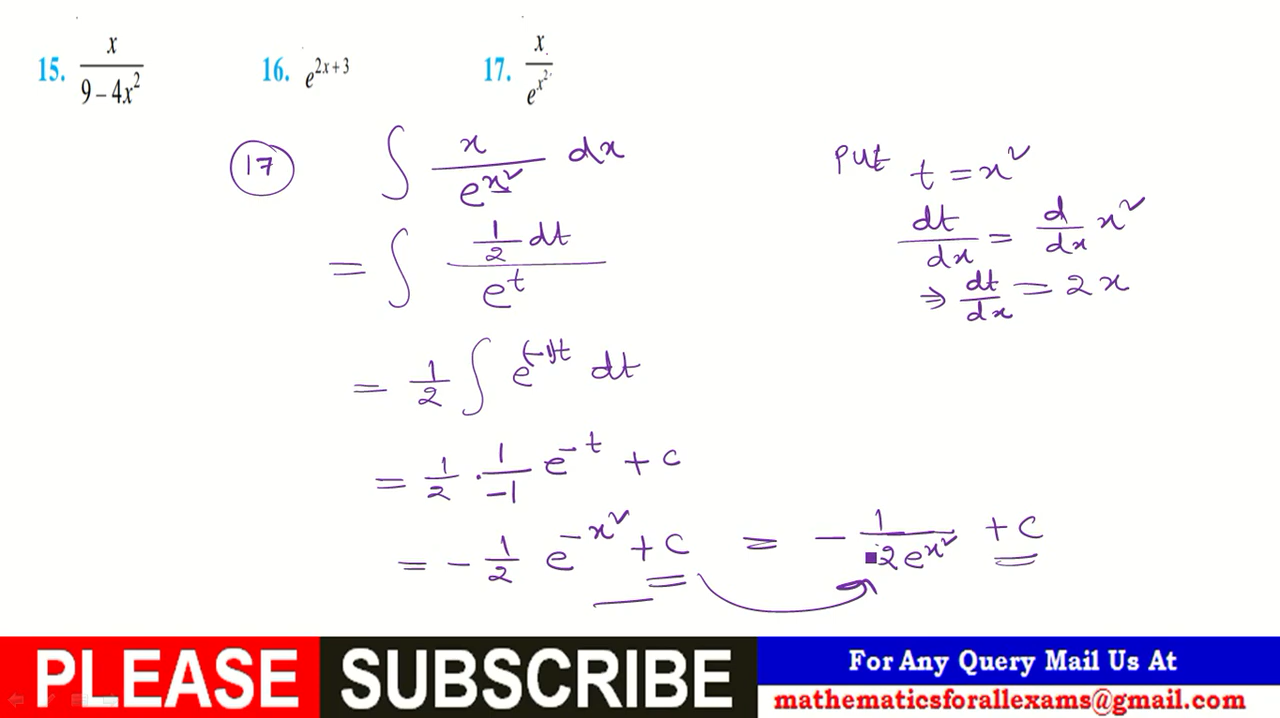 15. x/(9 – 4x²) 16. e^(2x+3) 17. x/e^(x²)
(17) ∫ x/e^(x²) dx
= ∫ (1/2 dt)/e^t
= 1/2 ∫ e^((-1)t) dt
= 1/2 · 1/(-1) e^(-t) + c
= - 1/2 e^(-x²) + c = - 1/(2e^(x²)) + c
put t = x²
dt/dx = d/dx x²
⇒ dt/dx = 2x
PLEASE SUBSCRIBE
For Any Query Mail Us At
mathematicsforallexams@gmail.com